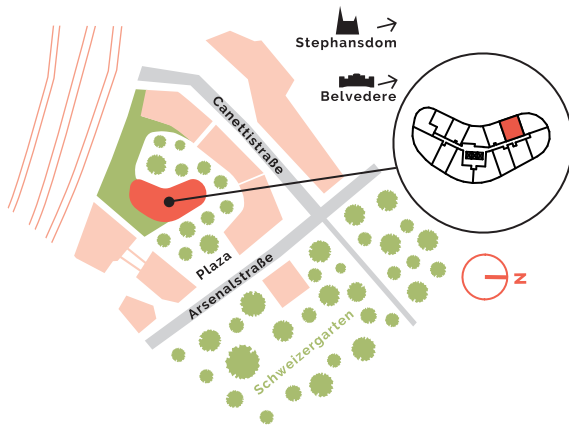 Stephansdom
Belvedere
Canettistraße
Plaza
Arsenalstraße
Schweizergarten
N